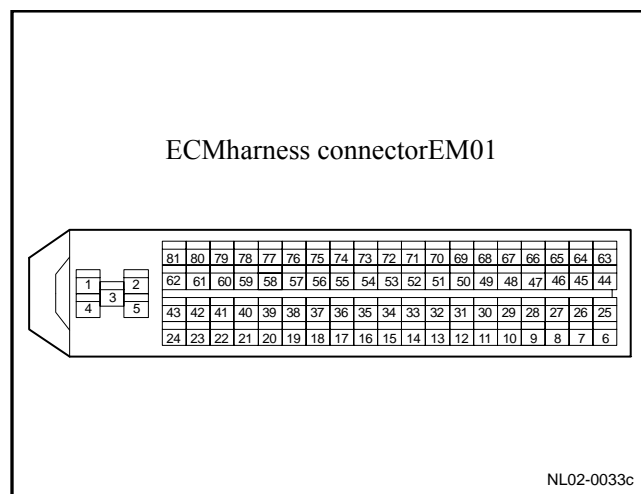 ECMharness connectorEM01
81 80 79 78 77 76 75 74 73 72 71 70 69 68 67 66 65 64 63
1 2 62 61 60 59 58 57 56 55 54 53 52 51 50 49 48 47 46 45 44
3
4 5 43 42 41 40 39 38 37 36 35 34 33 32 31 30 29 28 27 26 25
24 23 22 21 20 19 18 17 16 15 14 13 12 11 10 9 8 7 6
NL02-0033c